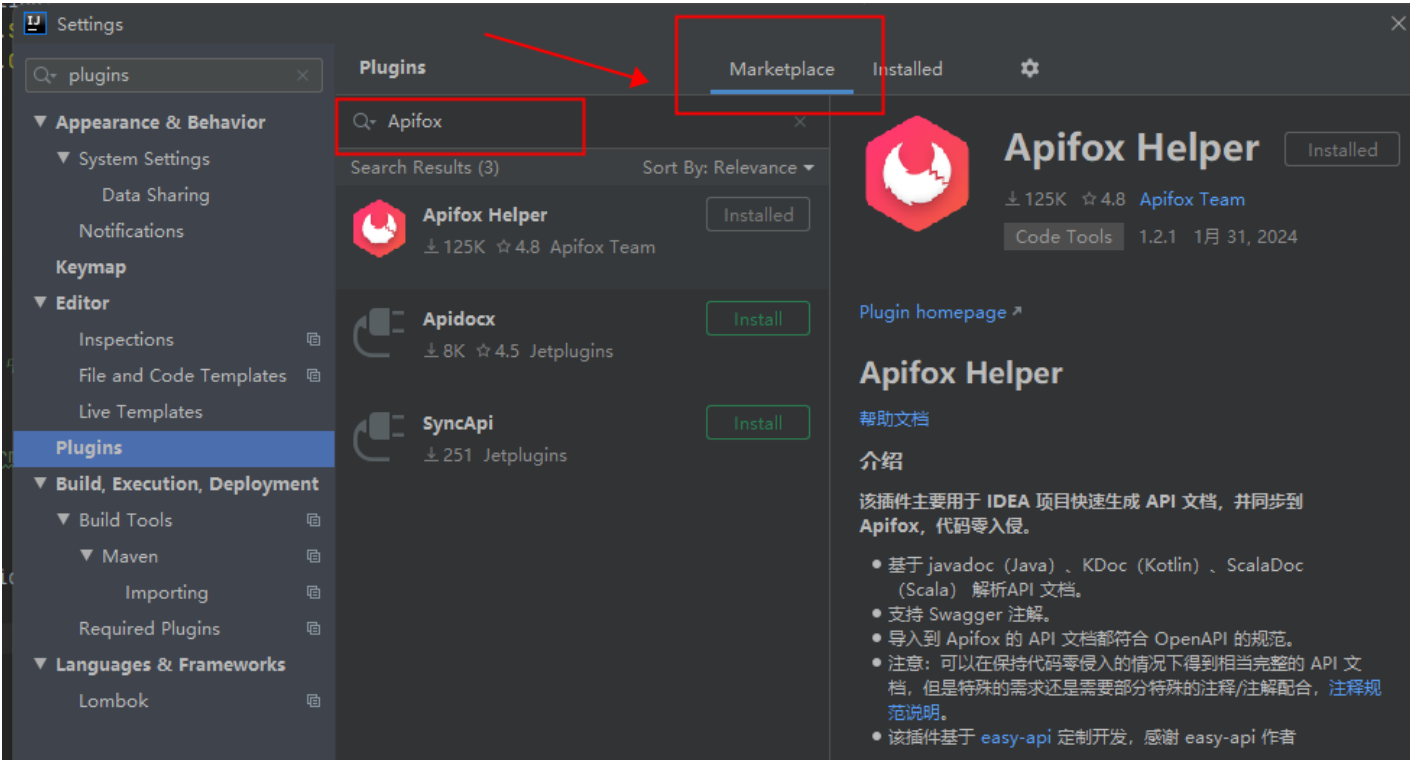 Settings
plugins
Appearance & Behavior
System Settings
Data Sharing
Notifications
Keymap
Editor
Inspections
File and Code Templates
Live Templates
Plugins
Build, Execution, Deployment
Build Tools
Maven
Importing
Required Plugins
Languages & Frameworks
Lombok
Plugins
Marketplace
Installed
Apifox
Search Results (3)
Sort By: Relevance
Apifox Helper
Installed
125K 4.8 Apifox Team
Apidocx
Install
8K 4.5 Jetplugins
SyncApi
Install
251 Jetplugins
Apifox Helper
Installed
125K 4.8 Apifox Team
Code Tools 1.2.1 1月 31, 2024
Plugin homepage
Apifox Helper
帮助文档
介绍
该插件主要用于 IDEA 项目快速生成 API 文档，并同步到
Apifox，代码零入侵。
基于 javadoc（Java）、KDoc（Kotlin）、ScalaDoc
（Scala） 解析API 文档。
支持 Swagger 注解。
导入到 Apifox 的 API 文档都符合 OpenAPI 的规范。
注意：可以在保持代码零侵入的情况下得到相当完整的 API 文
档，但是特殊的需求还是需要部分特殊的注释/注解配合，注释规
范说明。
该插件基于 easy-api 定制开发，感谢 easy-api 作者